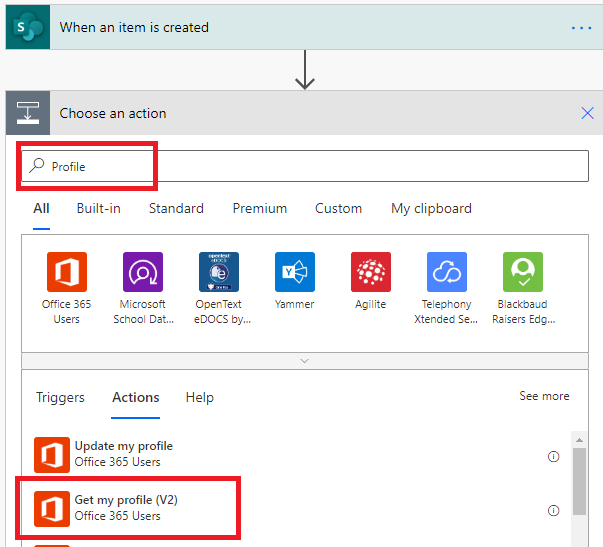 When an item is created
Choose an action
Profile
All Built-in Standard Premium Custom My clipboard
Office 365 Users
Microsoft School Dat...
OpenText eDOCS by...
Yammer
Agilite
Telephony Xtended Se...
Blackbaud Raisers Edg...
Triggers Actions Help See more
Update my profile
Office 365 Users
Get my profile (V2)
Office 365 Users